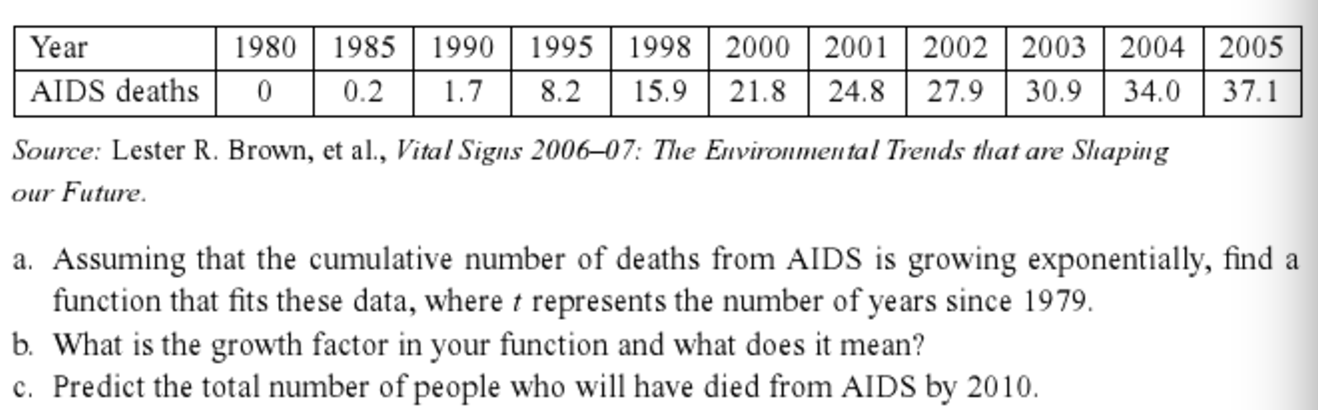 Year 1980 1985 1990 1995 1998 2000 2001 2002 2003 2004 2005
AIDS deaths 0 0.2 1.7 8.2 15.9 21.8 24.8 27.9 30.9 34.0 37.1
Source: Lester R. Brown, et al., Vital Signs 2006–07: The Environmental Trends that are Shaping
our Future.
a. Assuming that the cumulative number of deaths from AIDS is growing exponentially, find a
function that fits these data, where t represents the number of years since 1979.
b. What is the growth factor in your function and what does it mean?
c. Predict the total number of people who will have died from AIDS by 2010.